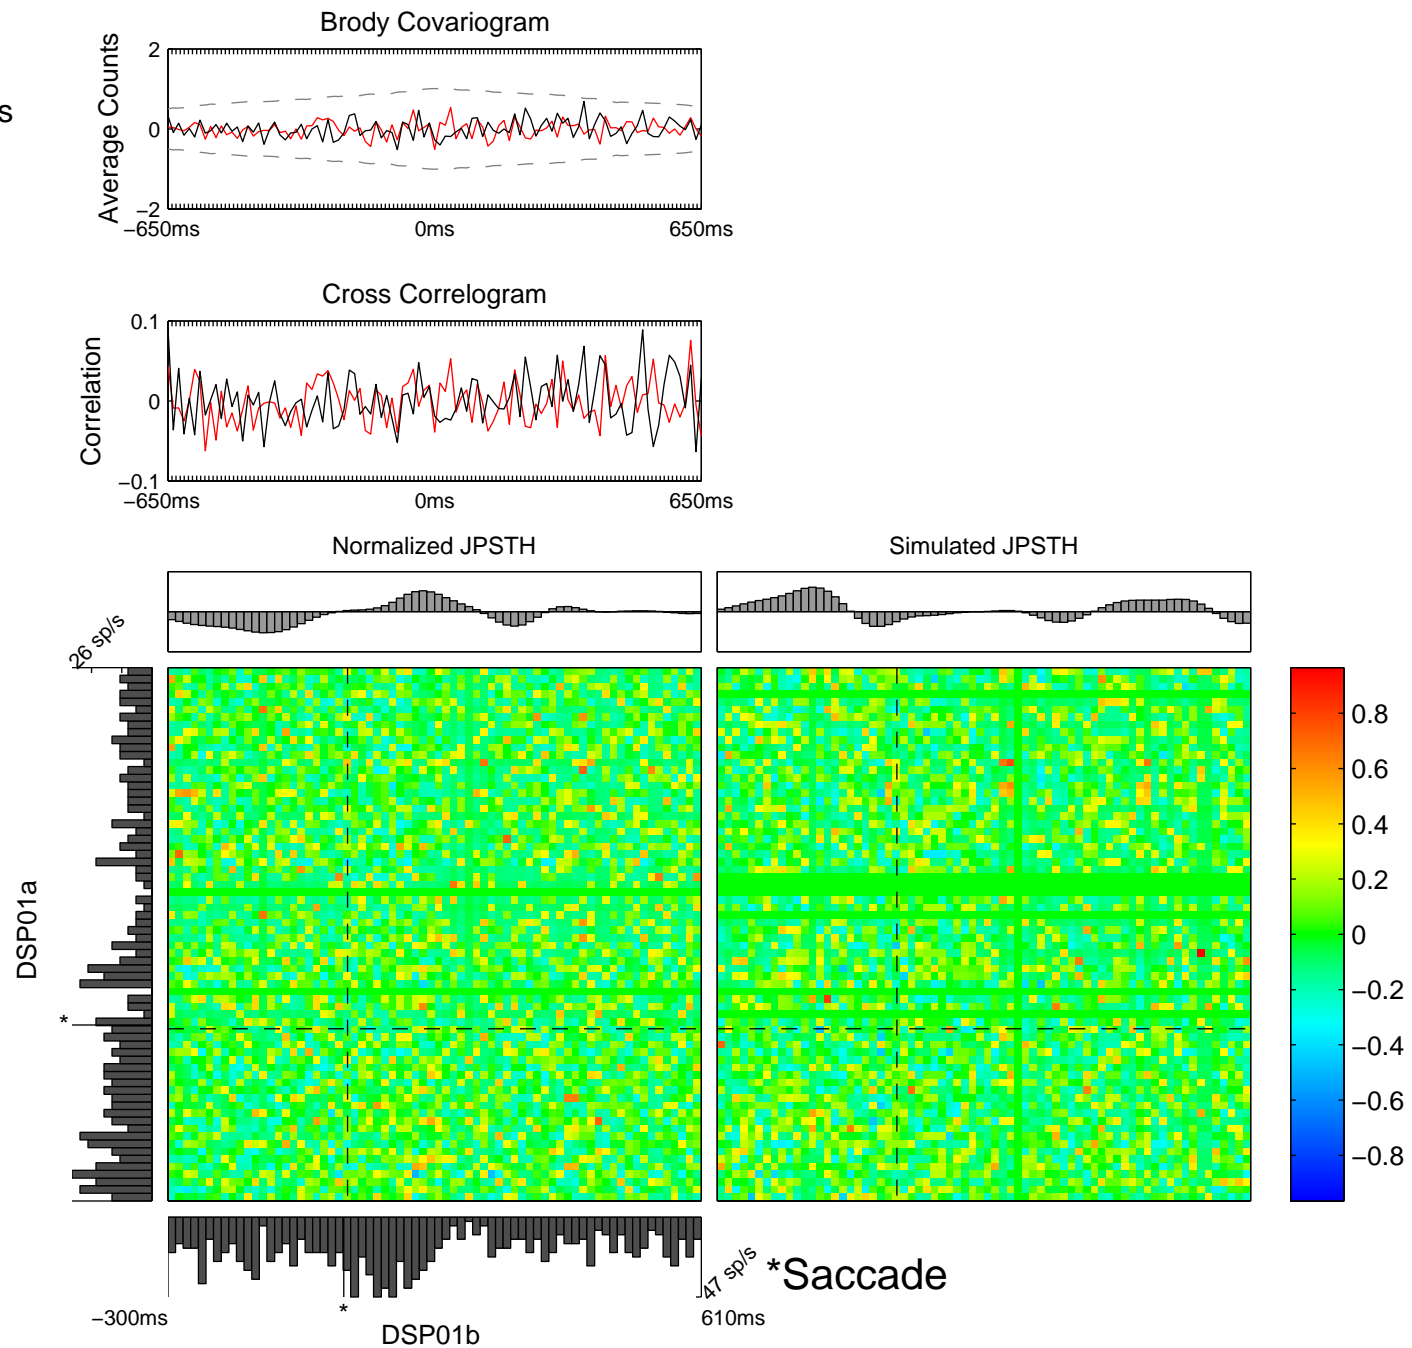 Brody Covariogram
s
Average Counts
2
0
−2
−650ms
0ms
650ms
Cross Correlogram
Correlation
0.1
0
−0.1
−650ms
0ms
650ms
Normalized JPSTH
Simulated JPSTH
26 sp/s
DSP01a
*
0.8
0.6
0.4
0.2
0
−0.2
−0.4
−0.6
−0.8
47 sp/s
*Saccade
*
−300ms
610ms
DSP01b